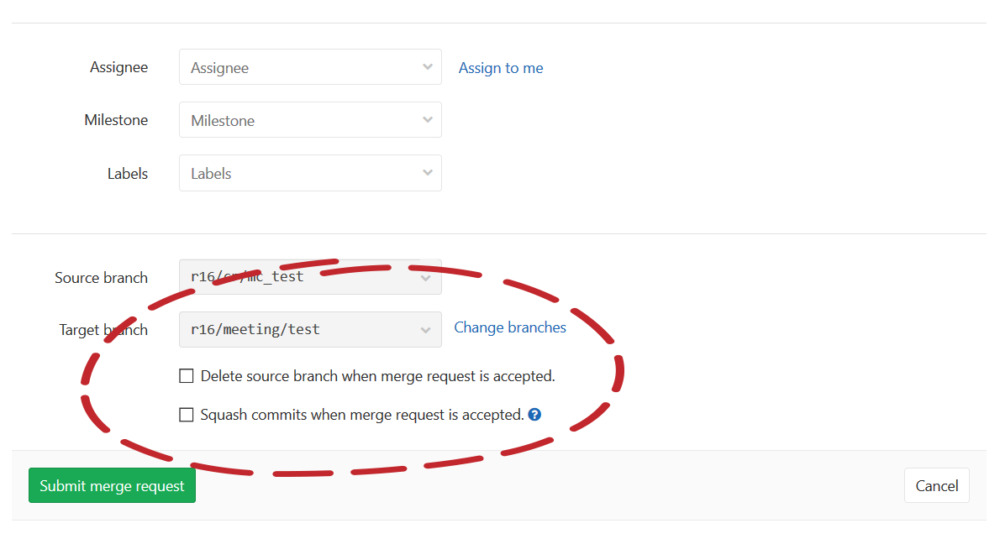 Assignee Assignee Assign to me
Milestone Milestone
Labels Labels
Source branch r16/cr/mc_test
Target branch r16/meeting/test Change branches
Delete source branch when merge request is accepted.
Squash commits when merge request is accepted. ?
Submit merge request Cancel